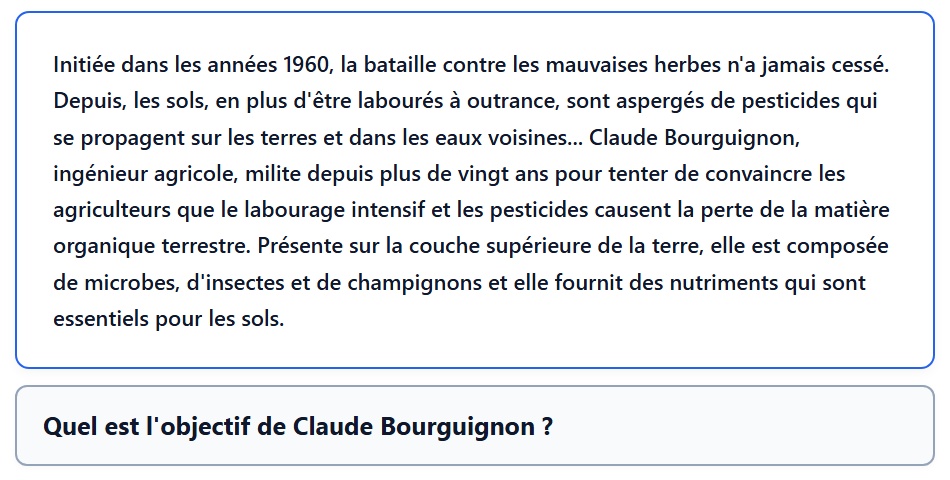 Initiée dans les années 1960, la bataille contre les mauvaises herbes n'a jamais cessé.
Depuis, les sols, en plus d'être labourés à outrance, sont aspergés de pesticides qui
se propagent sur les terres et dans les eaux voisines... Claude Bourguignon,
ingénieur agricole, milite depuis plus de vingt ans pour tenter de convaincre les
agriculteurs que le labourage intensif et les pesticides causent la perte de la matière
organique terrestre. Présente sur la couche supérieure de la terre, elle est composée
de microbes, d'insectes et de champignons et elle fournit des nutriments qui sont
essentiels pour les sols.
Quel est l'objectif de Claude Bourguignon ?